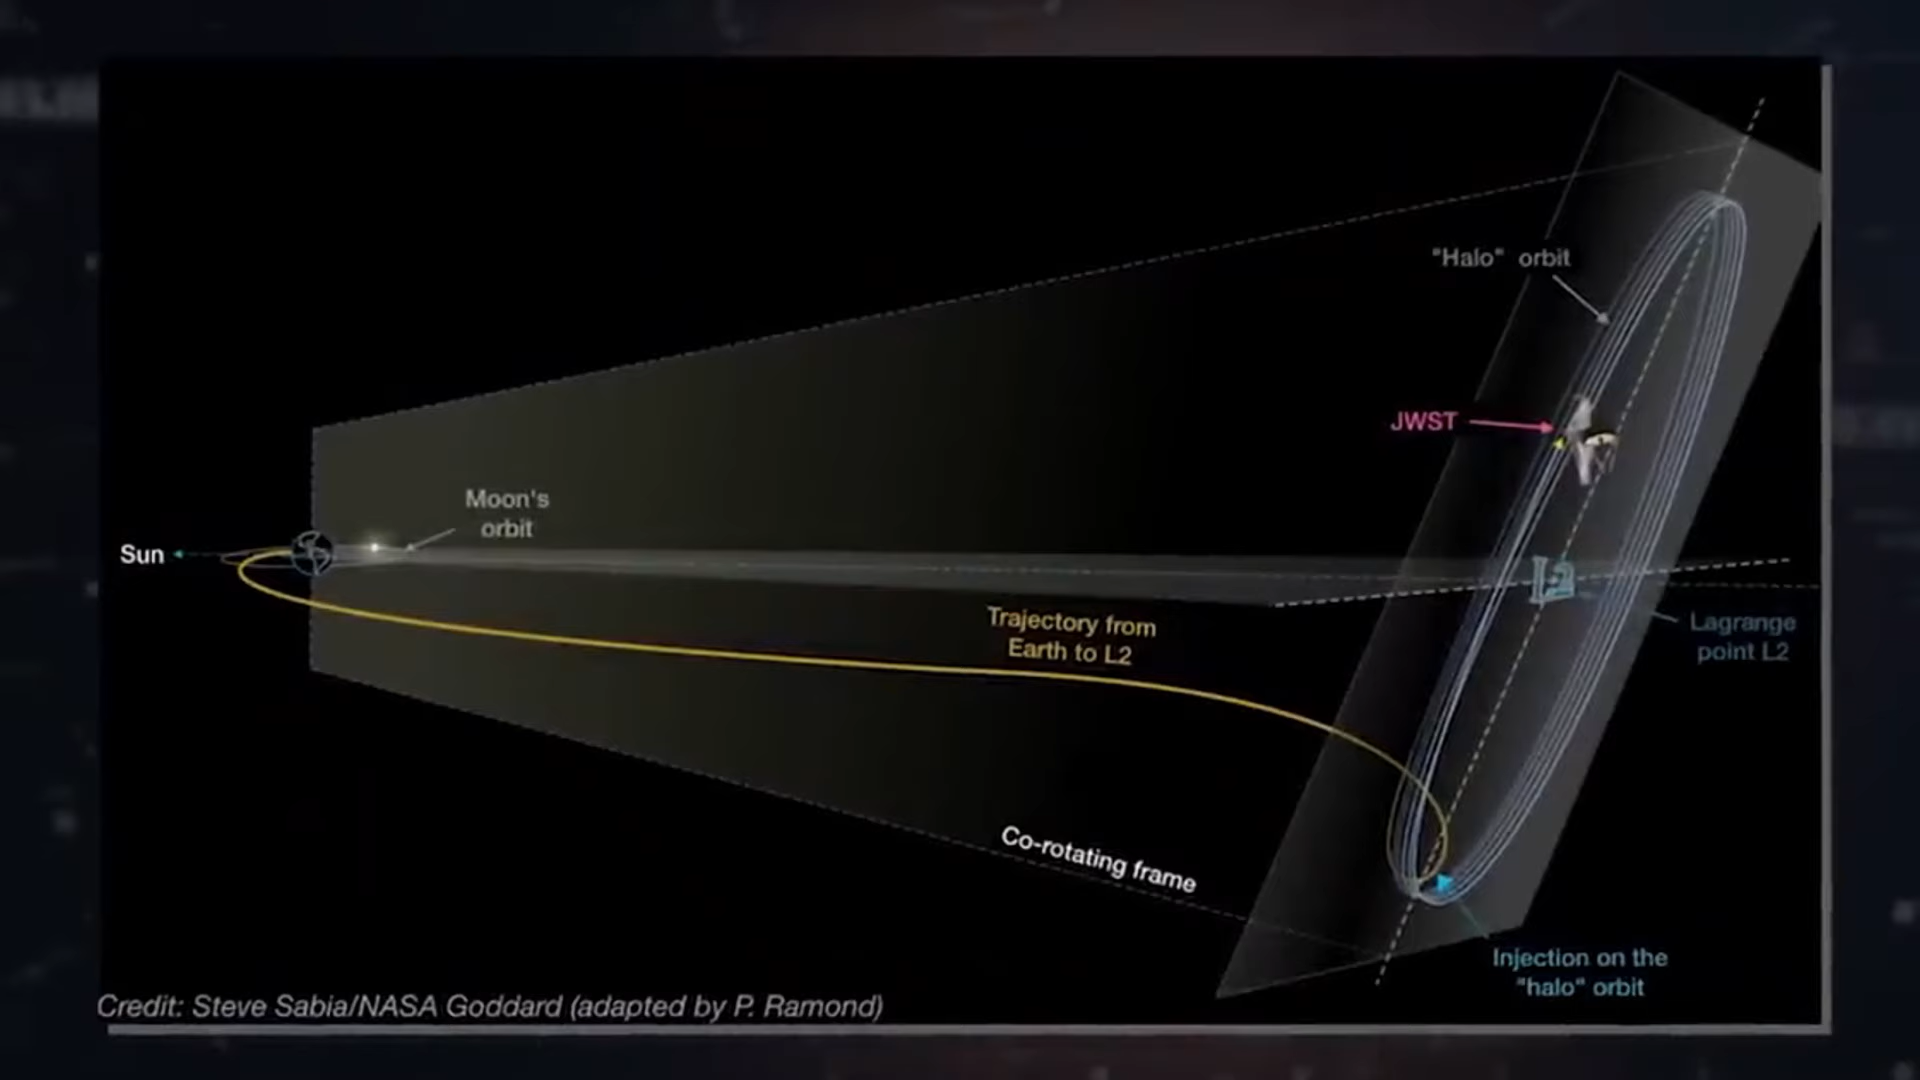 "Halo" orbit
JWST
Moon's
orbit
Sun
L2
Trajectory from
Earth to L2
Lagrange
point L2
Co-rotating frame
Injection on the
"halo" orbit
Credit: Steve Sabia/NASA Goddard (adapted by P. Ramond)